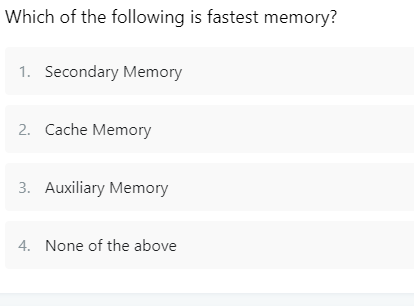 Which of the following is fastest memory?
1. Secondary Memory
2. Cache Memory
3. Auxiliary Memory
4. None of the above